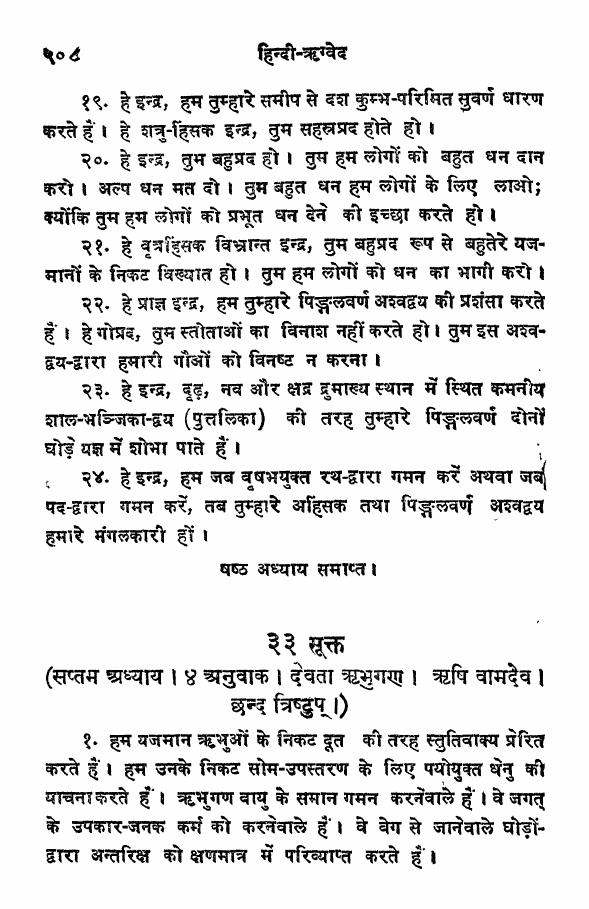 ५०८ हिन्दी-ऋग्वेद
१९. हे इन्द्र, हम तुम्हारे समीप से दश कुम्भ-परिमित सुवर्ण धारण
करते हैं। हे शत्रु-हिंसक इन्द्र, तुम सहस्रप्रद होते हो।
२०. हे इन्द्र, तुम बहुप्रद हो। तुम हम लोगों को बहुत धन दान
करो। अल्प धन मत दो। तुम बहुत धन हम लोगों के लिए लाओ;
क्योंकि तुम हम लोगों को प्रभूत धन देने की इच्छा करते हो।
२१. हे वृत्रहिंसक विभ्रान्त इन्द्र, तुम बहुप्रद रूप से बहुतेरे यज-
मानों के निकट विख्यात हो। तुम हम लोगों को धन का भागी करो।
२२. हे प्राज्ञ इन्द्र, हम तुम्हारे पिङ्गलवर्ण अश्वद्वय की प्रशंसा करते
हैं। हे गोप्रद, तुम स्तोताओं का विनाश नहीं करते हो। तुम इस अश्व-
द्वय-द्वारा हमारी गौओं को विनष्ट न करना।
२३. हे इन्द्र, दृढ़, नव और क्षद्र द्रुमाख्य स्थान में स्थित कमनीय
शाल-भञ्जिका-द्वय (पुत्तलिका) की तरह तुम्हारे पिङ्गलवर्ण दोनों
घोड़े यज्ञ में शोभा पाते हैं।
२४. हे इन्द्र, हम जब वृषभयुक्त रथ-द्वारा गमन करें अथवा जब
पद-द्वारा गमन करें, तब तुम्हारे अहिंसक तथा पिङ्गलवर्ण अश्वद्वय
हमारे मंगलकारी हों।
षष्ठ अध्याय समाप्त।
३३ सूक्त
(सप्तम अध्याय। ४ अनुवाक। देवता ऋभुगण। ऋषि वामदेव।
छन्द त्रिष्टुप्।)
१. हम यजमान ऋभुओं के निकट दूत की तरह स्तुतिवाक्य प्रेरित
करते हैं। हम उनके निकट सोम-उपस्तरण के लिए पयोयुक्त धेनु की
याचना करते हैं। ऋभुगण वायु के समान गमन करनेवाले हैं। वे जगत्
के उपकार-जनक कर्म को करनेवाले हैं। वे वेग से जानेवाले घोड़ों-
द्वारा अन्तरिक्ष को क्षणमात्र में परिव्याप्त करते हैं।